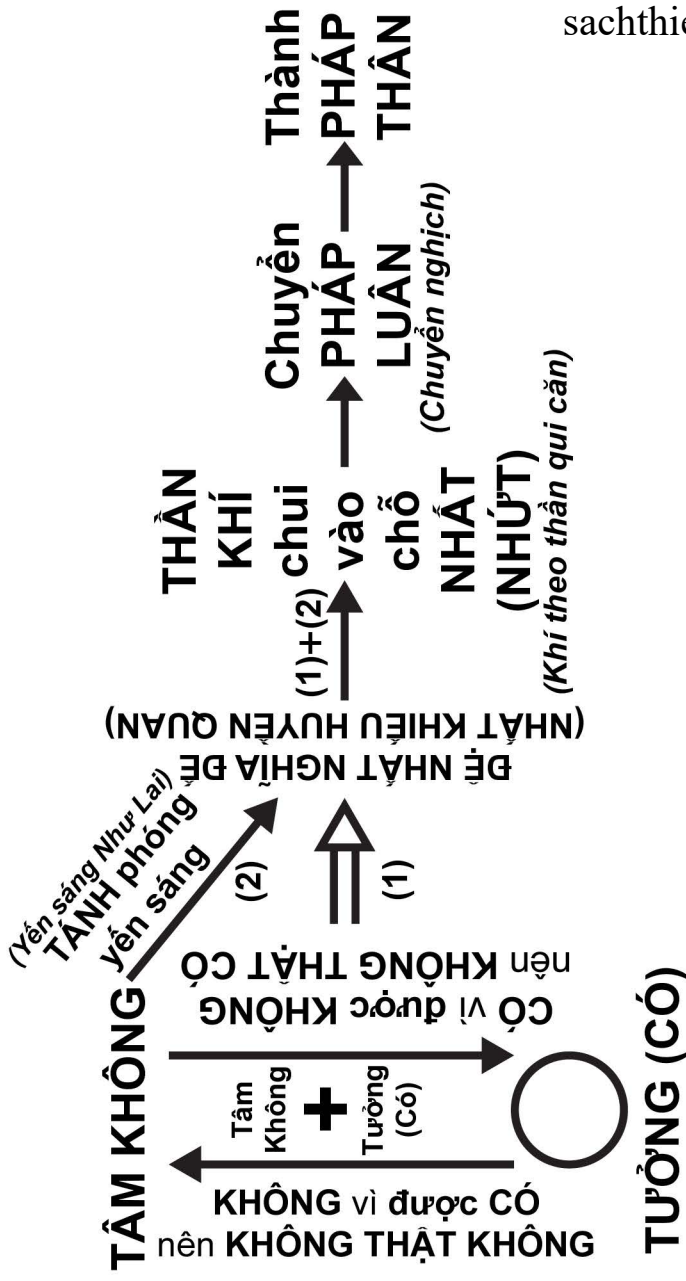 sachthiề
TÂM KHÔNG
KHÔNG vì được CÓ
nên KHÔNG THẬT KHÔNG
Tâm
Không
+
Tưởng
(Có)
CÓ vì được KHÔNG
nên KHÔNG THẬT CÓ
TƯỞNG (CÓ)
(Yến sáng Như Lai)
TÁNH phóng
yến sáng
(2)
(1)
ĐỆ NHẤT NGHĨA ĐẾ
(NHẤT KHIẾU HUYỀN QUAN)
(1)+(2)
THẦN
KHÍ
chui
vào
chỗ
NHẤT
(NHỨT)
(Khí theo thần qui căn)
Chuyển
PHÁP
LUÂN
(Chuyển nghịch)
Thành
PHÁP
THÂN